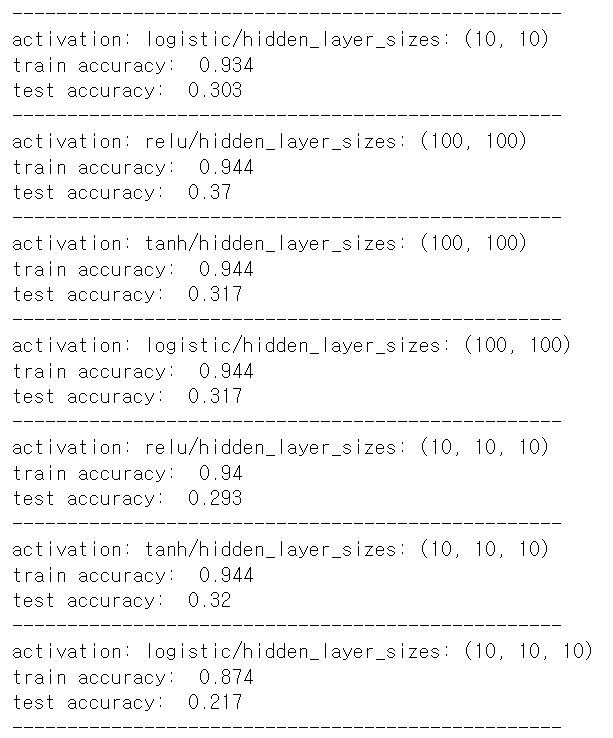 --------------------------------------------------
activation: logistic/hidden_layer_sizes: (10, 10)
train accuracy:  0.934
test accuracy:  0.303
--------------------------------------------------
activation: relu/hidden_layer_sizes: (100, 100)
train accuracy:  0.944
test accuracy:  0.37
--------------------------------------------------
activation: tanh/hidden_layer_sizes: (100, 100)
train accuracy:  0.944
test accuracy:  0.317
--------------------------------------------------
activation: logistic/hidden_layer_sizes: (100, 100)
train accuracy:  0.944
test accuracy:  0.317
--------------------------------------------------
activation: relu/hidden_layer_sizes: (10, 10, 10)
train accuracy:  0.94
test accuracy:  0.293
--------------------------------------------------
activation: tanh/hidden_layer_sizes: (10, 10, 10)
train accuracy:  0.944
test accuracy:  0.32
--------------------------------------------------
activation: logistic/hidden_layer_sizes: (10, 10, 10)
train accuracy:  0.874
test accuracy:  0.217
--------------------------------------------------